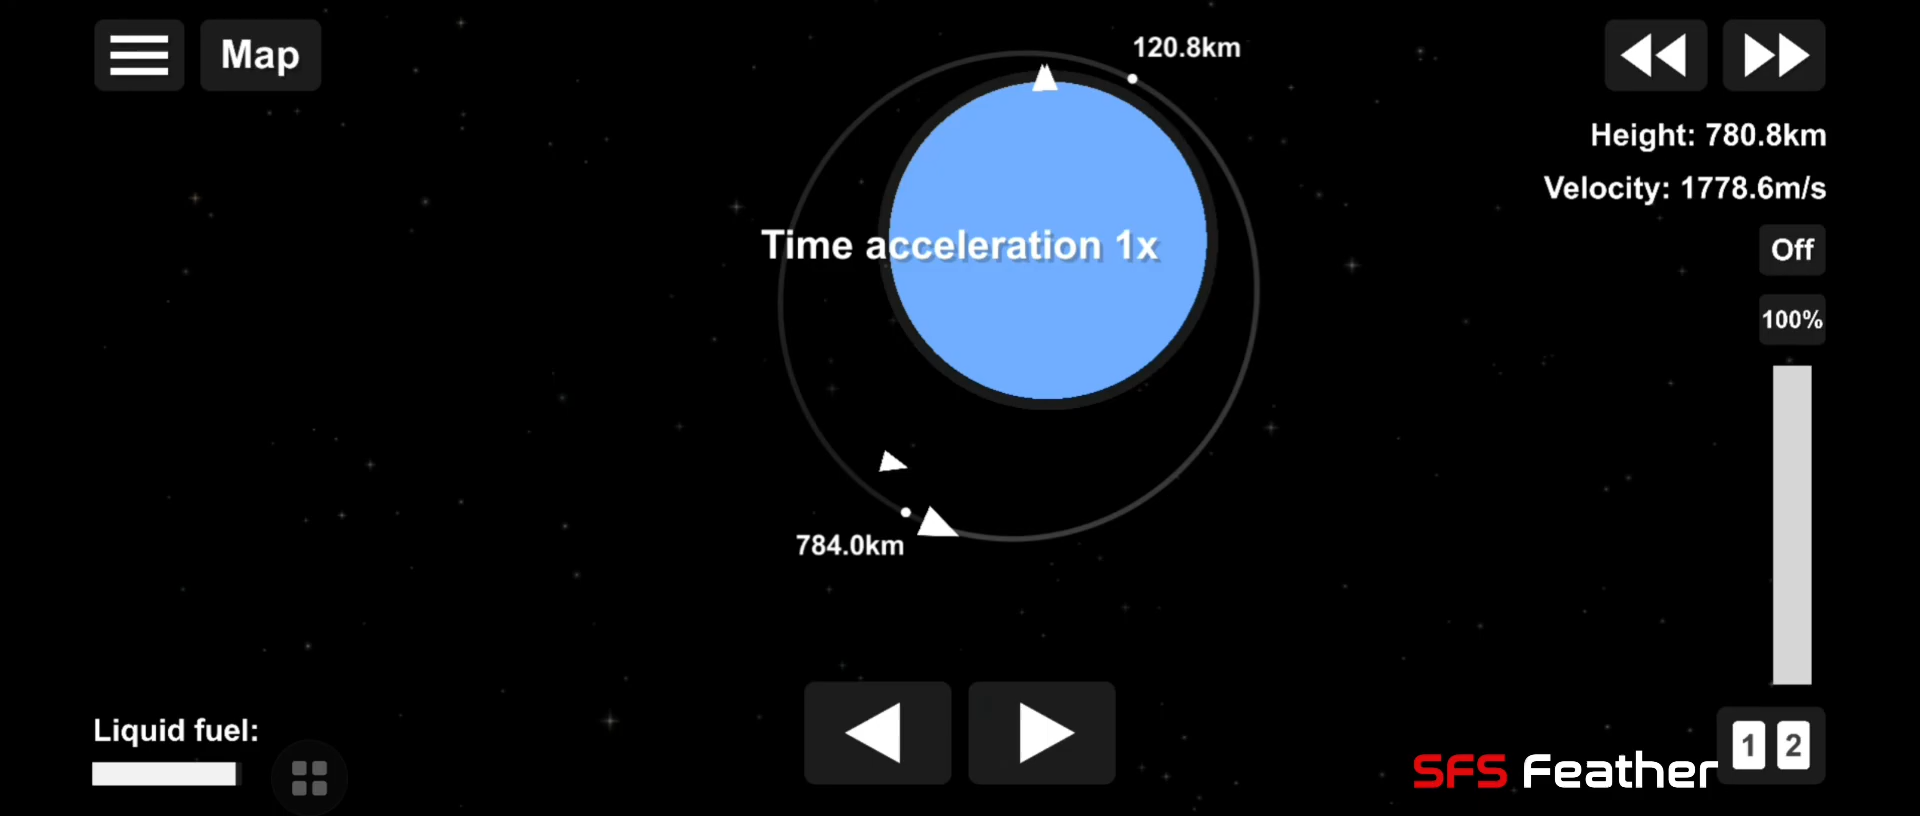 Map
120.8km
Height: 780.8km
Velocity: 1778.6m/s
Time acceleration 1x
Off
100%
784.0km
Liquid fuel:
SFS Feather
1 2